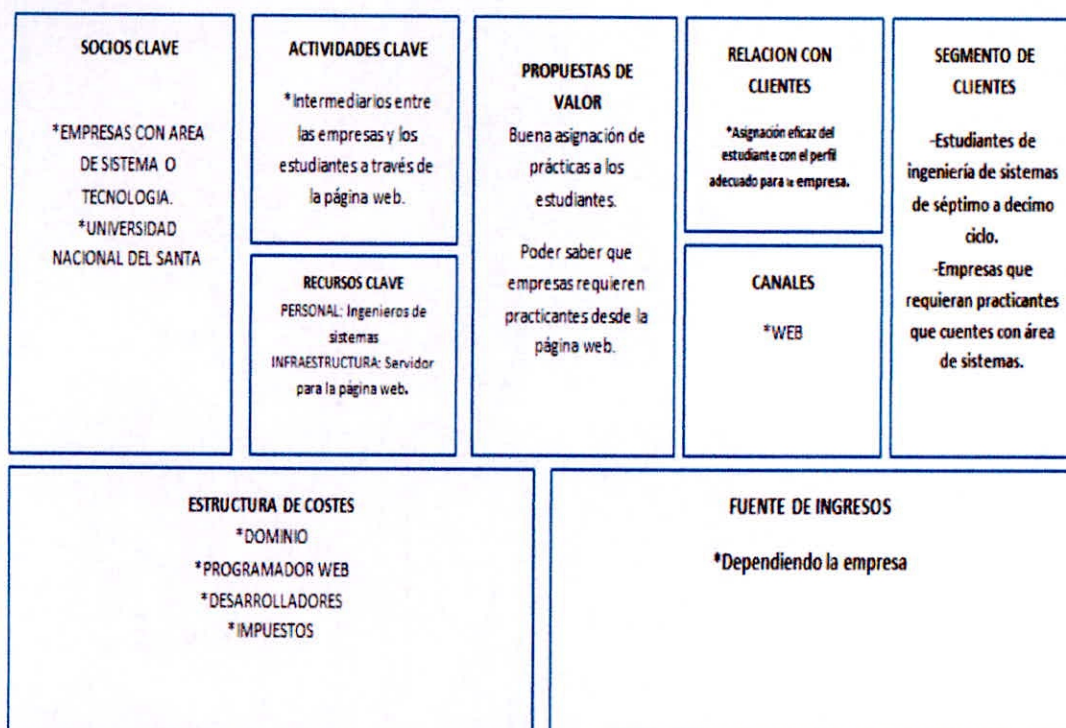 SOCIOS CLAVE
*EMPRESAS CON AREA
DE SISTEMA O
TECNOLOGIA.
*UNIVERSIDAD
NACIONAL DEL SANTA
ACTIVIDADES CLAVE
*Intermediarios entre
las empresas y los
estudiantes a través de
la página web.
RECURSOS CLAVE
PERSONAL: Ingenieros de
sistemas
INFRAESTRUCTURA: Servidor
para la página web.
PROPUESTAS DE
VALOR
Buena asignación de
prácticas a los
estudiantes.
Poder saber que
empresas requieren
practicantes desde la
página web.
RELACION CON
CLIENTES
*Asignación eficaz del
estudiante con el perfil
adecuado para la empresa.
CANALES
*WEB
SEGMENTO DE
CLIENTES
-Estudiantes de
ingeniería de sistemas
de séptimo a decimo
ciclo.
-Empresas que
requieran practicantes
que cuentes con área
de sistemas.
ESTRUCTURA DE COSTES
*DOMINIO
*PROGRAMADOR WEB
*DESARROLLADORES
*IMPUESTOS
FUENTE DE INGRESOS
*Dependiendo la empresa